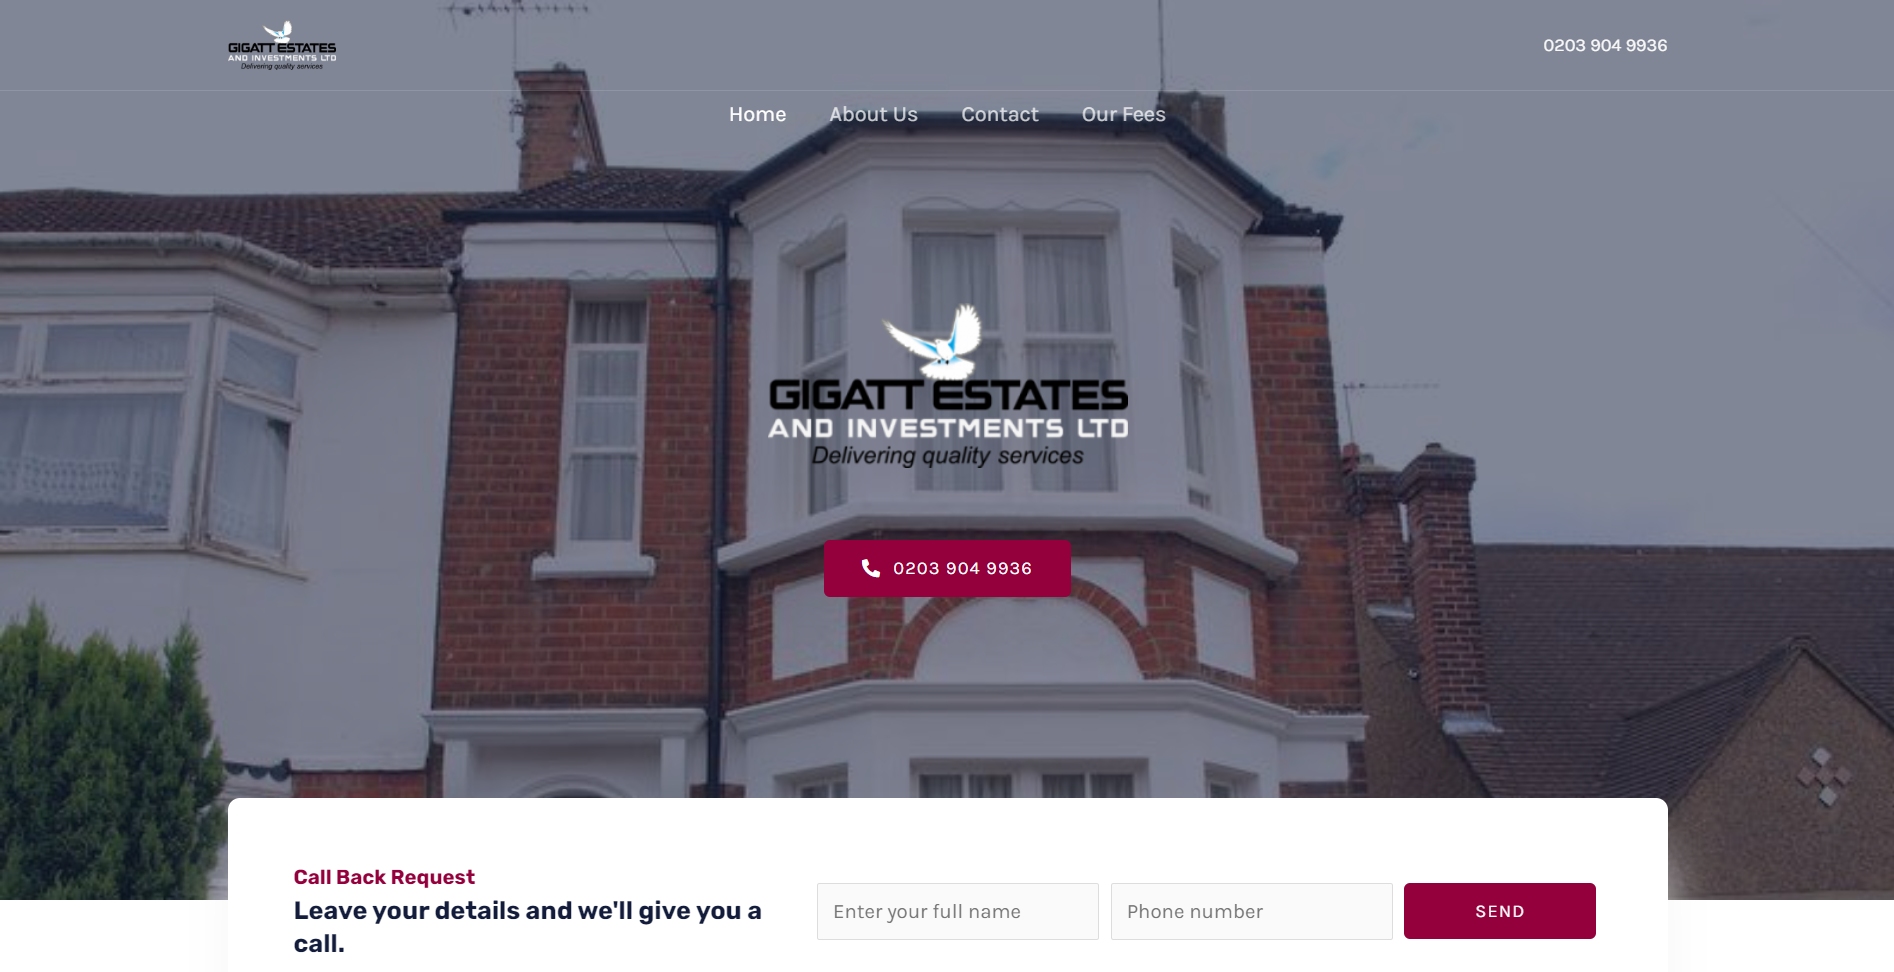 GIGATT ESTATES
AND INVESTMENTS LTD
Delivering quality services
0203 904 9936
Home About Us Contact Our Fees
GIGATT ESTATES
AND INVESTMENTS LTD
Delivering quality services
0203 904 9936
Call Back Request
Leave your details and we'll give you a
call.
Enter your full name Phone number SEND